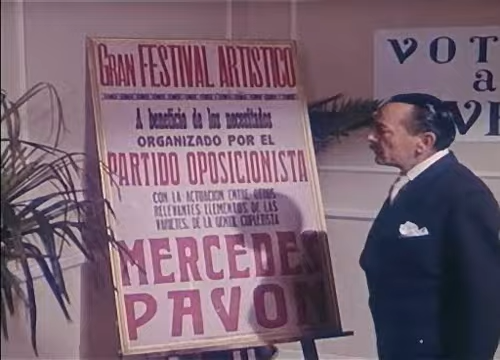 GRAN FESTIVAL ARTISTICO
A beneficio de los necesitados
ORGANIZADO POR EL
PARTIDO OPOSICIONISTA
CON LA ACTUACION ENTRE OTROS
RELEVANTES ELEMENTOS DE LAS
VARIETES, DE LA GENIAL CUPLETISTA
MERCEDES
PAVON
VOT
a
VE